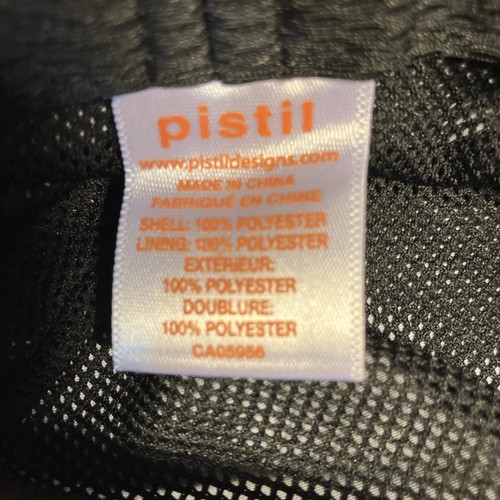 pistil
www.pistildesigns.com
MADE IN CHINA
FABRIQUÉ EN CHINE
SHELL: 100% POLYESTER
LINING: 100% POLYESTER
EXTERIEUR:
100% POLYESTER
DOUBLURE:
100% POLYESTER
CA05956